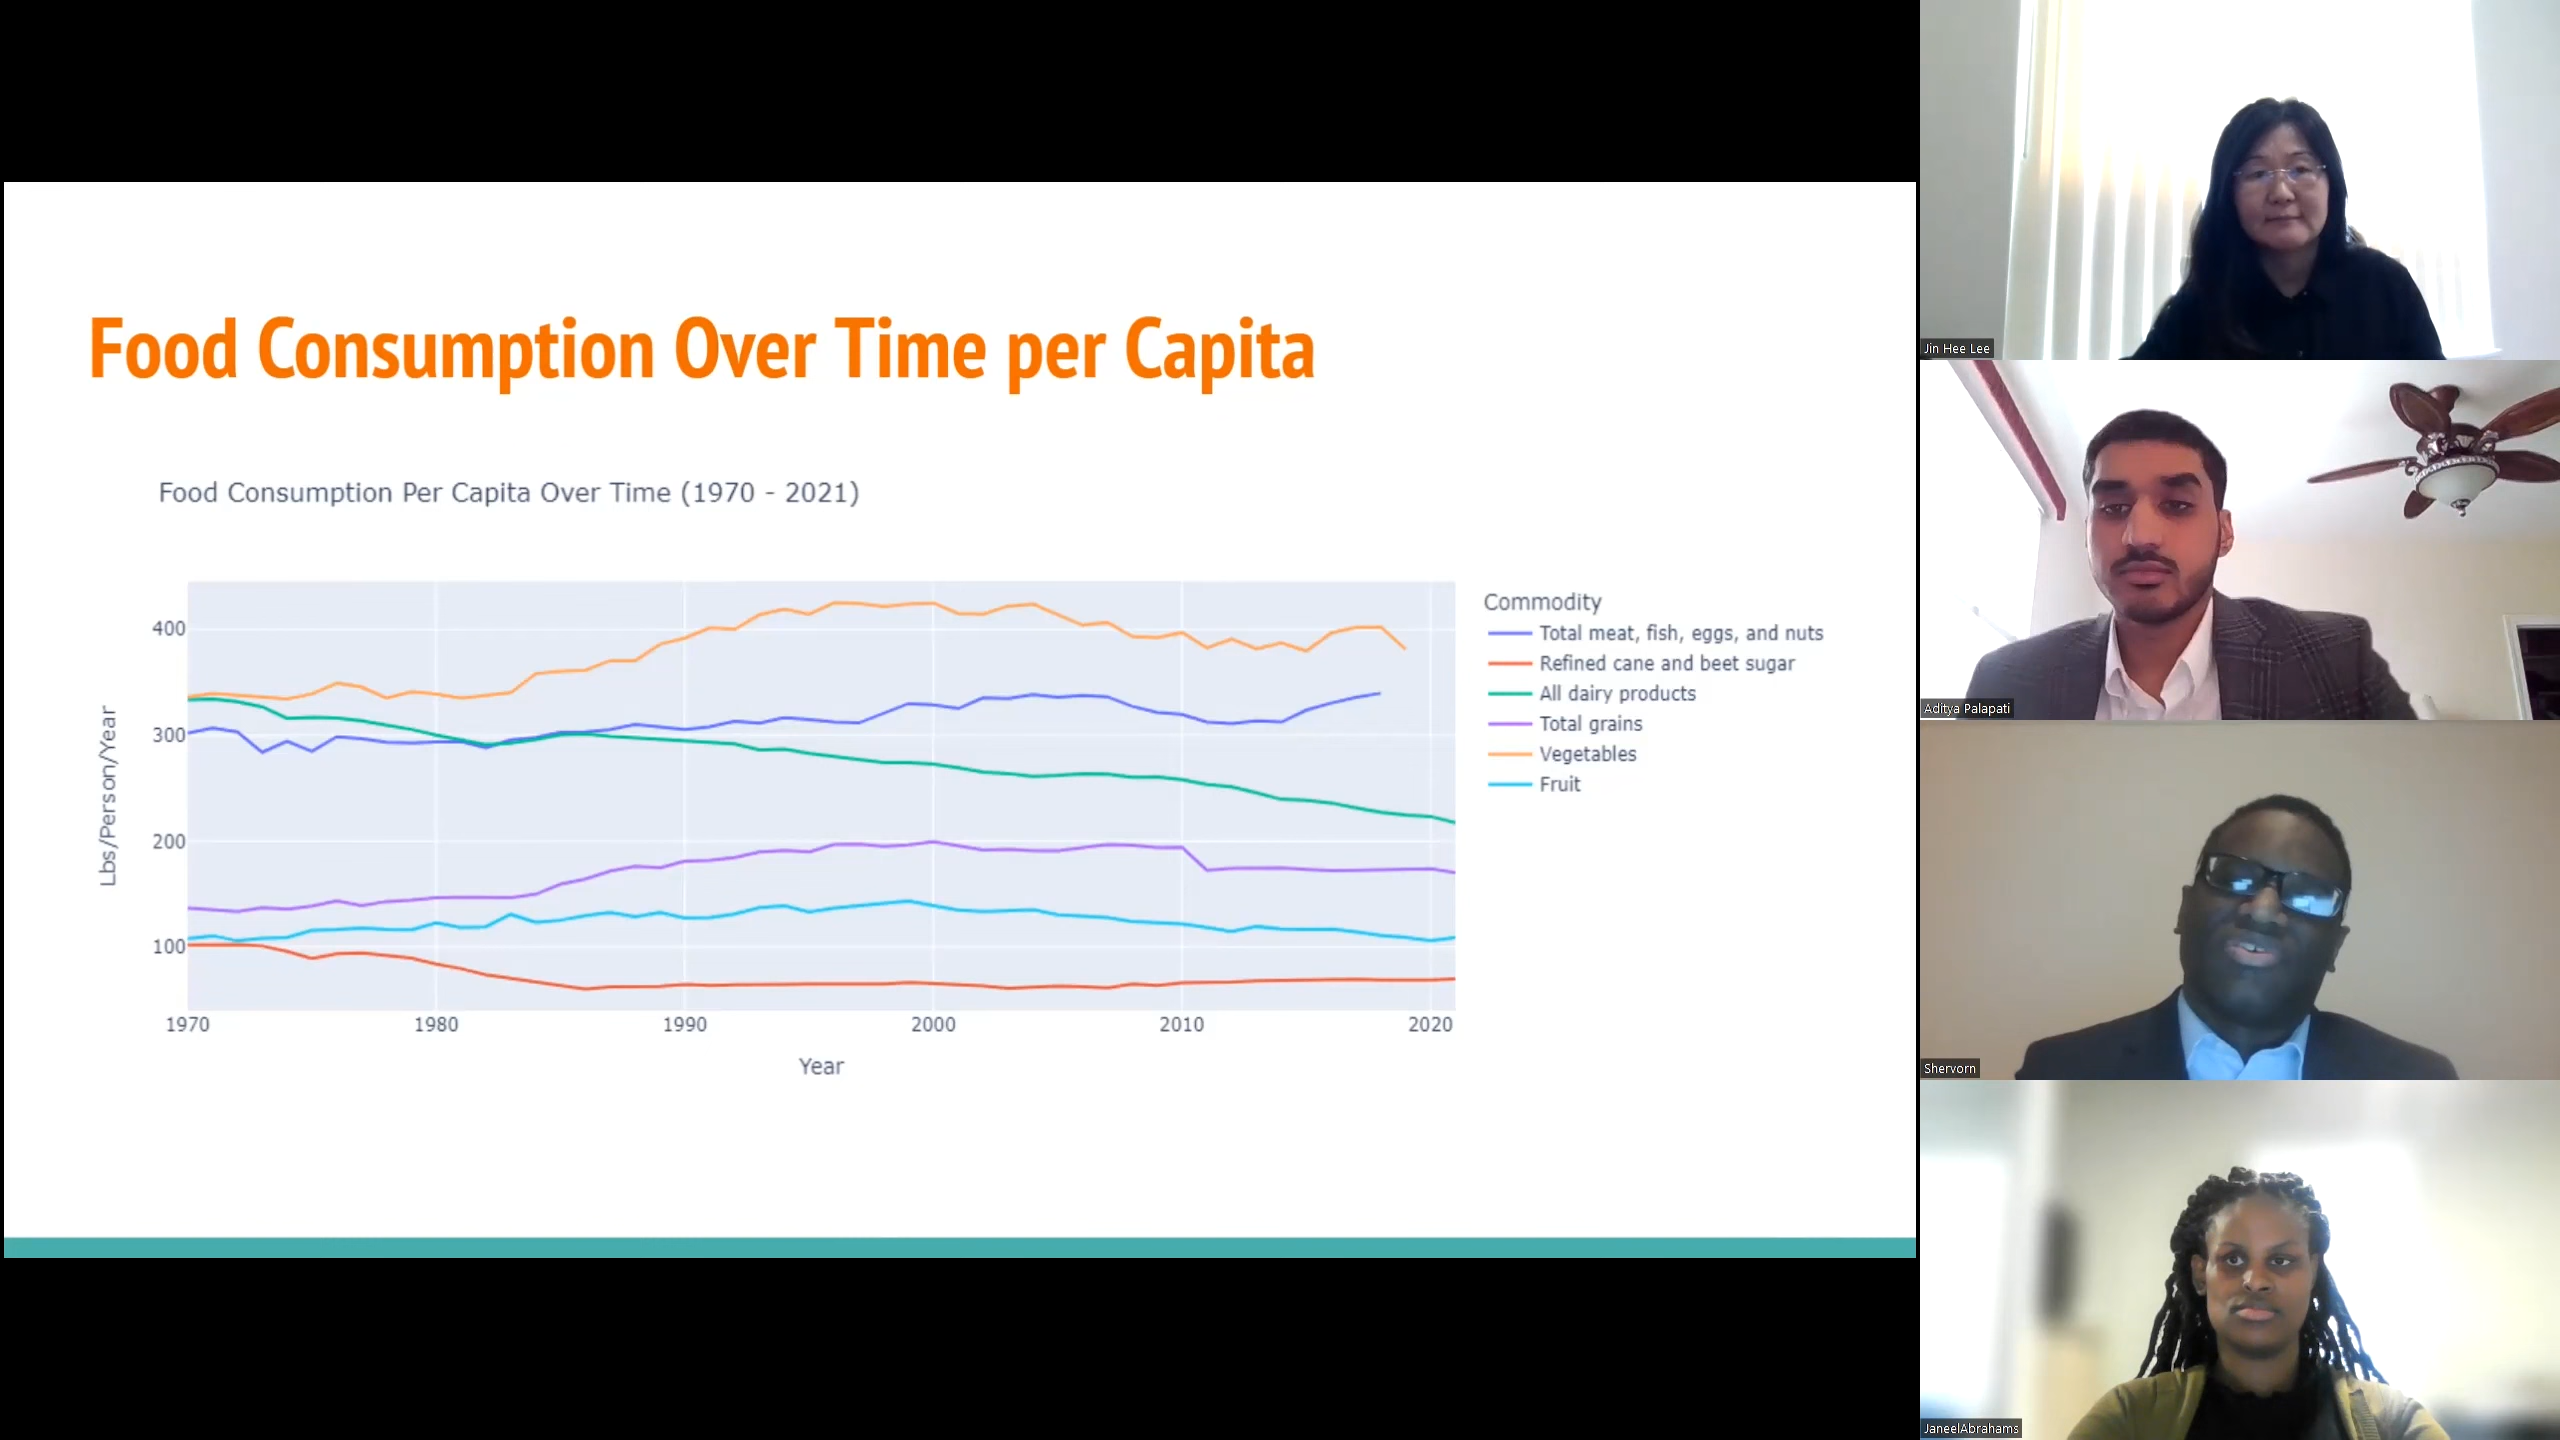 Food Consumption Over Time per Capita
Food Consumption Per Capita Over Time (1970 - 2021)
Lbs/Person/Year
400
300
200
100
1970
1980
1990
2000
2010
2020
Year
Commodity
Total meat, fish, eggs, and nuts
Refined cane and beet sugar
All dairy products
Total grains
Vegetables
Fruit
Jin Hee Lee
Aditya Palapati
Shervorn
JaneelAbrahams